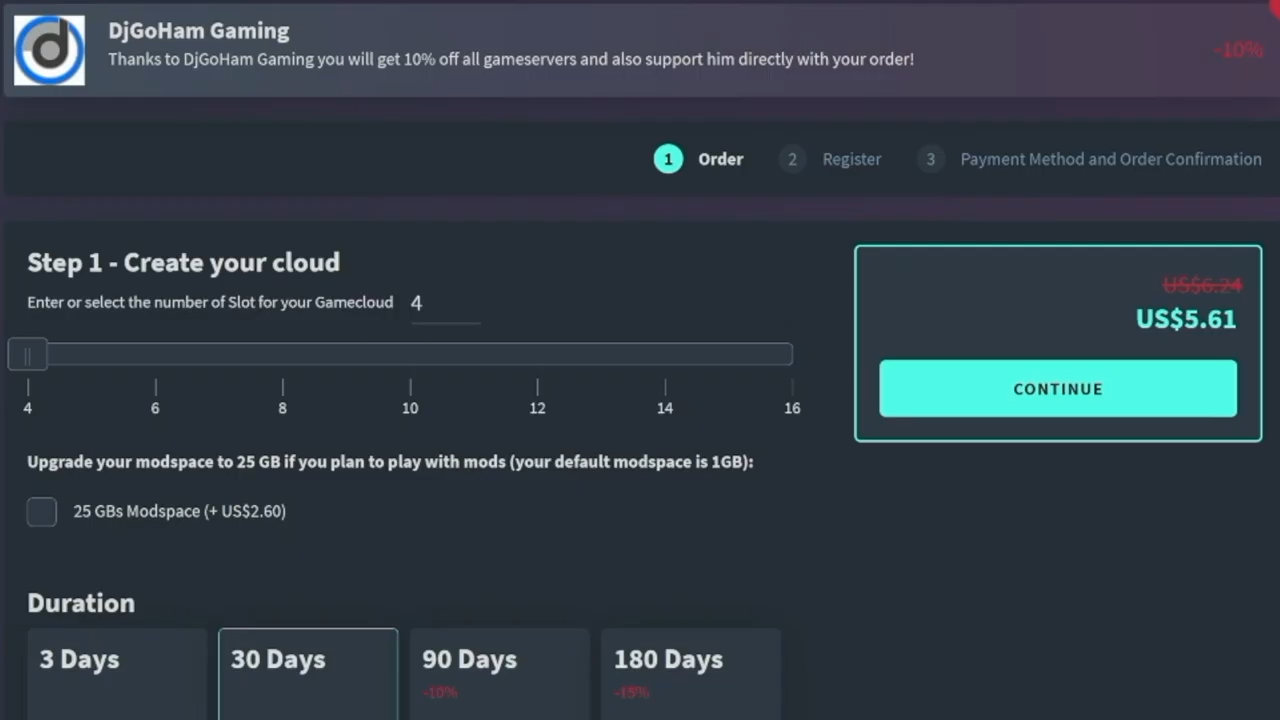 DjGoHam Gaming
Thanks to DjGoHam Gaming you will get 10% off all gameservers and also support him directly with your order!
-10%
1 Order 2 Register 3 Payment Method and Order Confirmation
Step 1 - Create your cloud
Enter or select the number of Slot for your Gamecloud 4
4 6 8 10 12 14 16
US$6.24
US$5.61
CONTINUE
Upgrade your modspace to 25 GB if you plan to play with mods (your default modspace is 1GB):
25 GBs Modspace (+ US$2.60)
Duration
3 Days 30 Days 90 Days 180 Days
-10% -15%